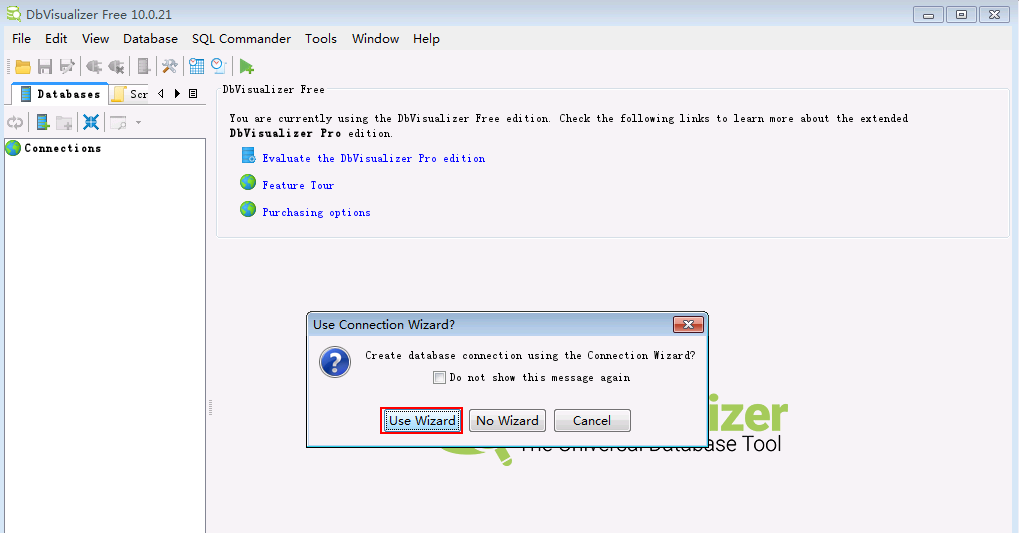 DbVisualizer Free 10.0.21
File Edit View Database SQL Commander Tools Window Help
Databases Scr
Connections
DbVisualizer Free
You are currently using the DbVisualizer Free edition. Check the following links to learn more about the extended
DbVisualizer Pro edition.
Evaluate the DbVisualizer Pro edition
Feature Tour
Purchasing options
Use Connection Wizard?
Create database connection using the Connection Wizard?
Do not show this message again
Use Wizard No Wizard Cancel
izer
The Universal Database Tool